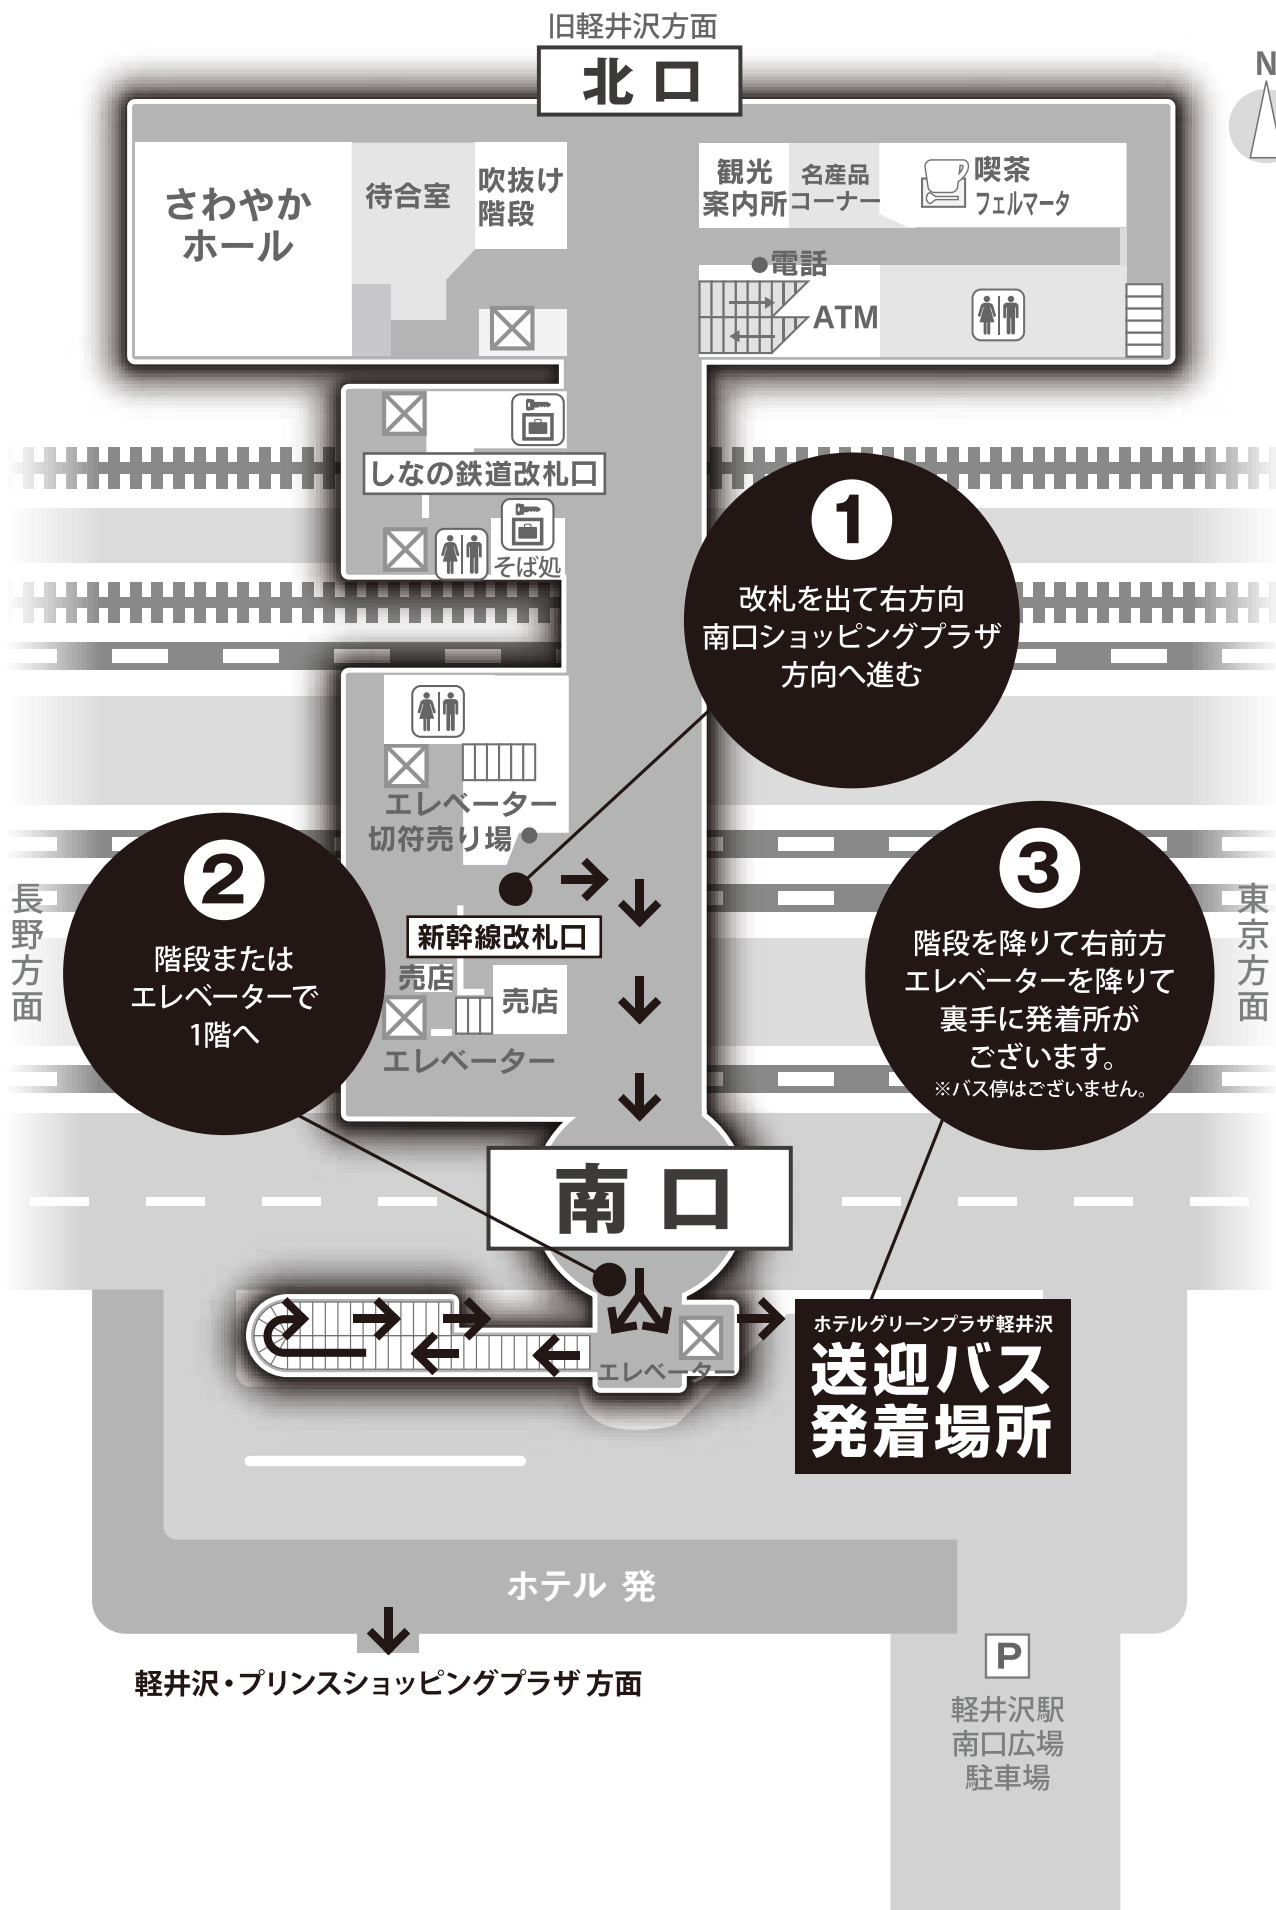 旧軽井沢方面
北口
N
さわやか
ホール
待合室
吹抜け
階段
観光
案内所
名産品
コーナー
喫茶
フェルマータ
電話
ATM
しなの鉄道改札口
そば処
1
改札を出て右方向
南口ショッピングプラザ
方向へ進む
エレベーター
切符売り場
新幹線改札口
売店
売店
エレベーター
長野方面
東京方面
2
階段または
エレベーターで
1階へ
3
階段を降りて右前方
エレベーターを降りて
裏手に発着所が
ございます。
※バス停はございません。
南口
エレベーター
ホテルグリーンプラザ軽井沢
送迎バス
発着場所
ホテル 発
軽井沢・プリンスショッピングプラザ 方面
P
軽井沢駅
南口広場
駐車場